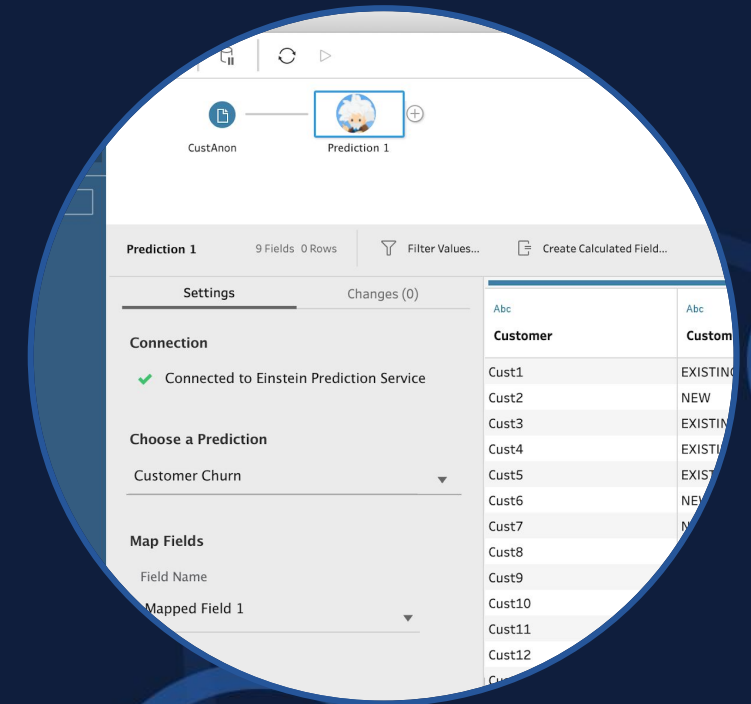 CustAnon
Prediction 1
Prediction 1 9 Fields 0 Rows Filter Values... Create Calculated Field...
Settings Changes (0)
Connection
Connected to Einstein Prediction Service
Choose a Prediction
Customer Churn
Map Fields
Field Name
Mapped Field 1
Abc Abc
Customer
Cust1
Cust2 NEW
Cust3
Cust4
Cust5
Cust6
Cust7
Cust8
Cust9
Cust10
Cust11
Cust12